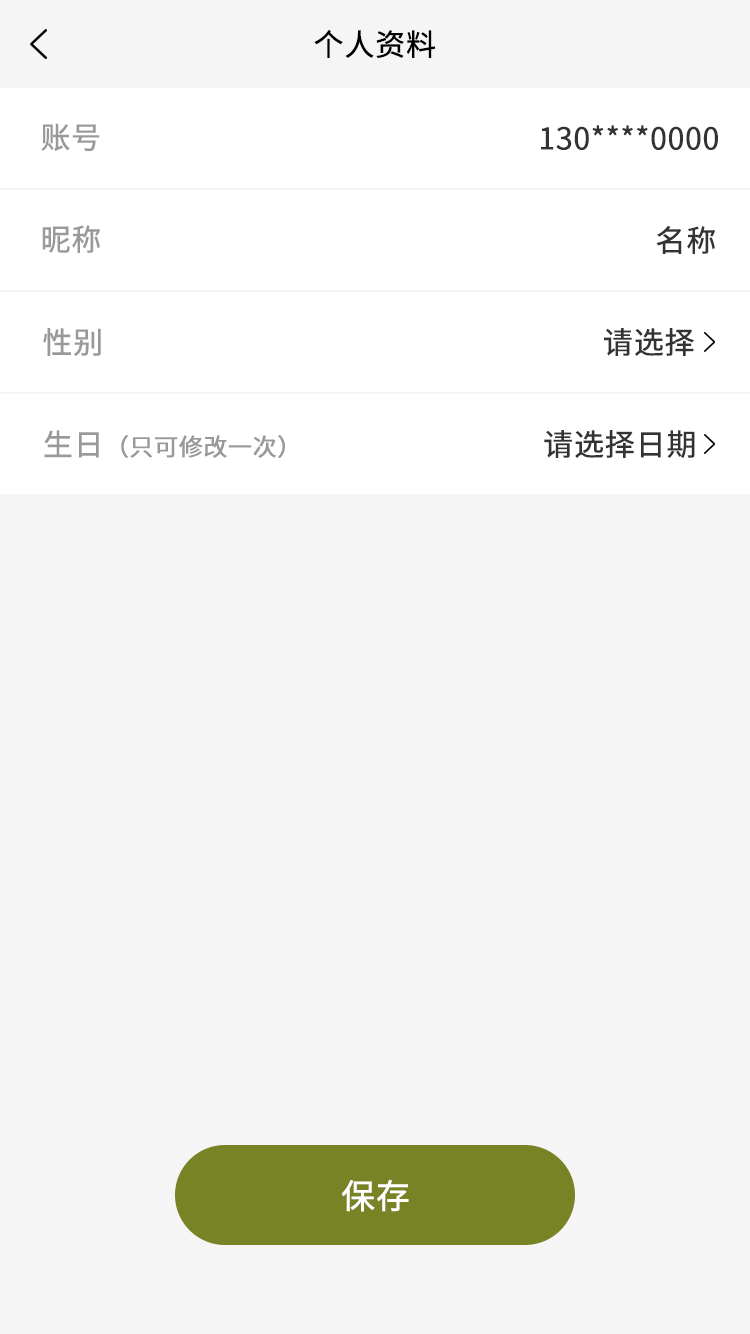 个人资料
账号 130****0000
昵称 名称
性别 请选择
生日（只可修改一次） 请选择日期
保存